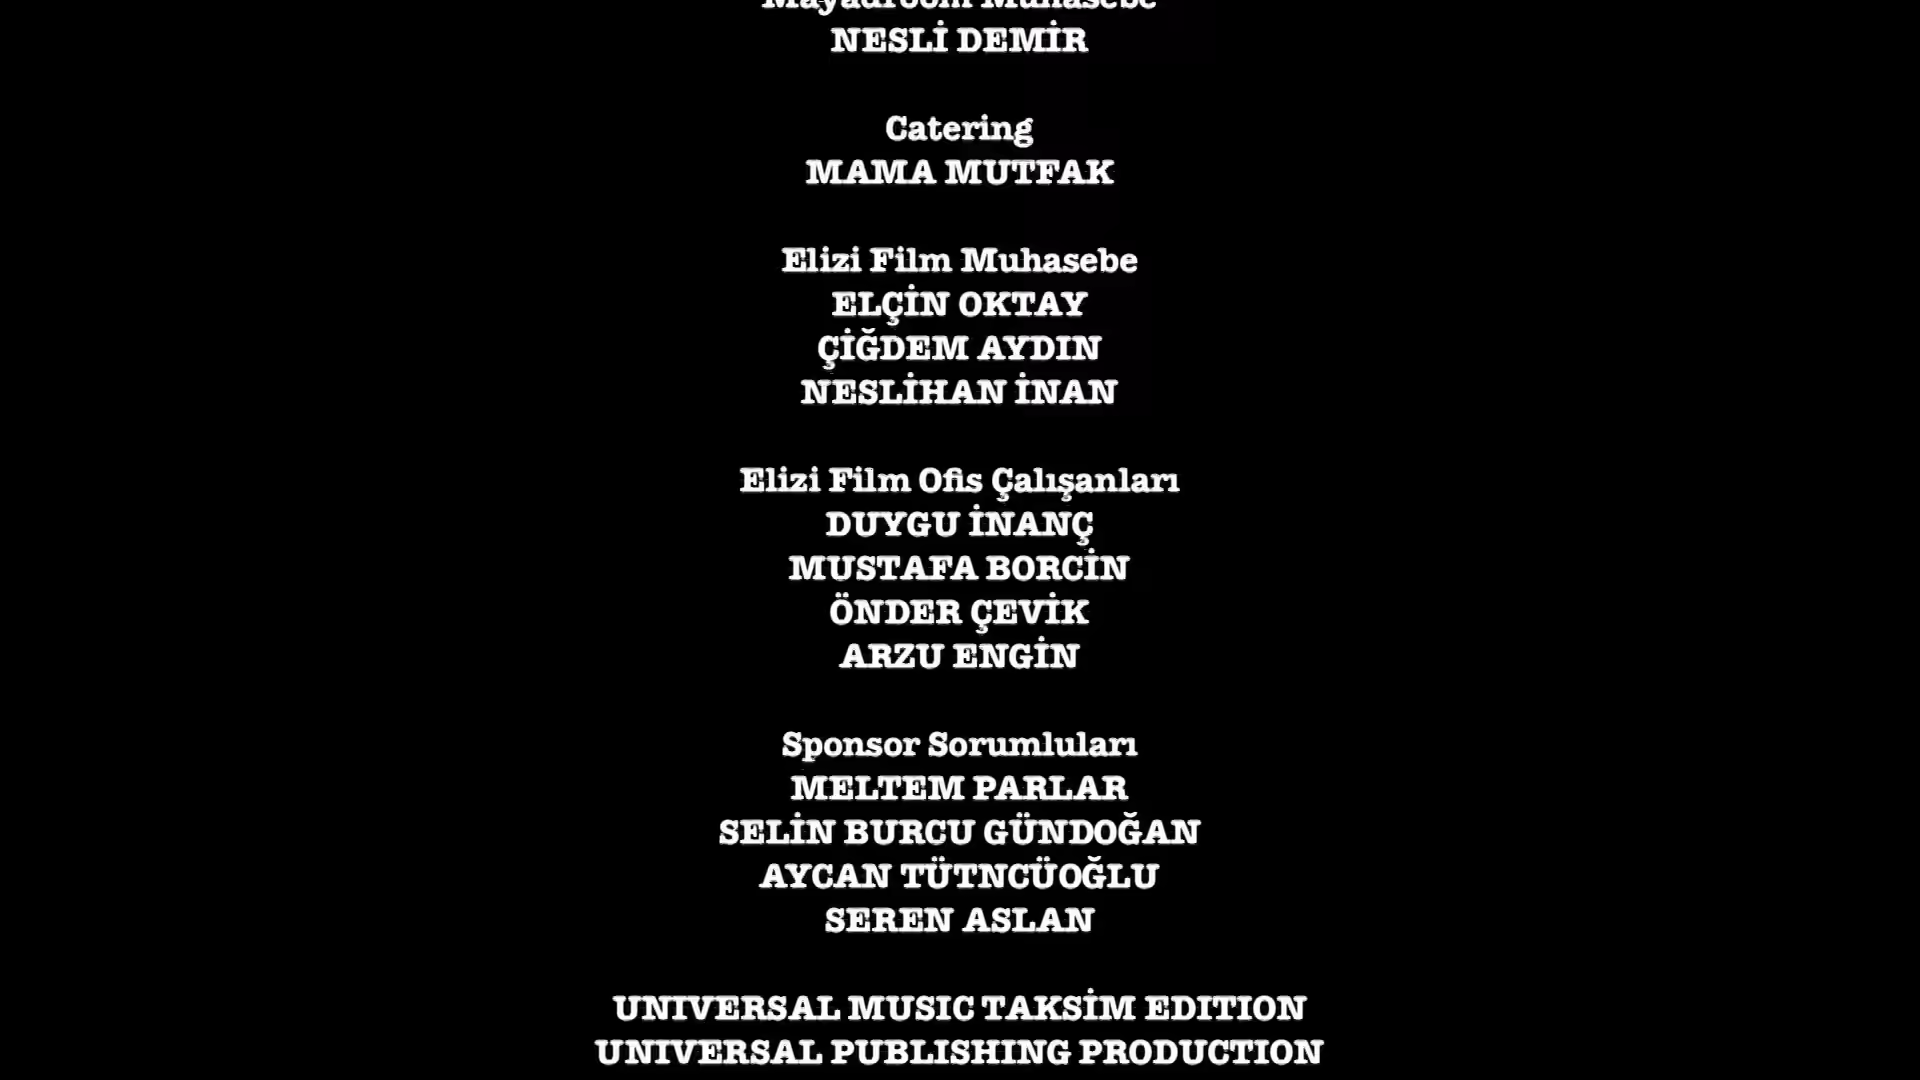 Mayadroom Muhasebe
NESLİ DEMİR
Catering
MAMA MUTFAK
Elizi Film Muhasebe
ELÇİN OKTAY
ÇİĞDEM AYDIN
NESLİHAN İNAN
Elizi Film Ofis Çalışanları
DUYGU İNANÇ
MUSTAFA BORCİN
ÖNDER ÇEVİK
ARZU ENGİN
Sponsor Sorumluları
MELTEM PARLAR
SELİN BURCU GÜNDOĞAN
AYCAN TÜTNCÜOĞLU
SEREN ASLAN
UNIVERSAL MUSIC TAKSİM EDITION
UNIVERSAL PUBLISHING PRODUCTION